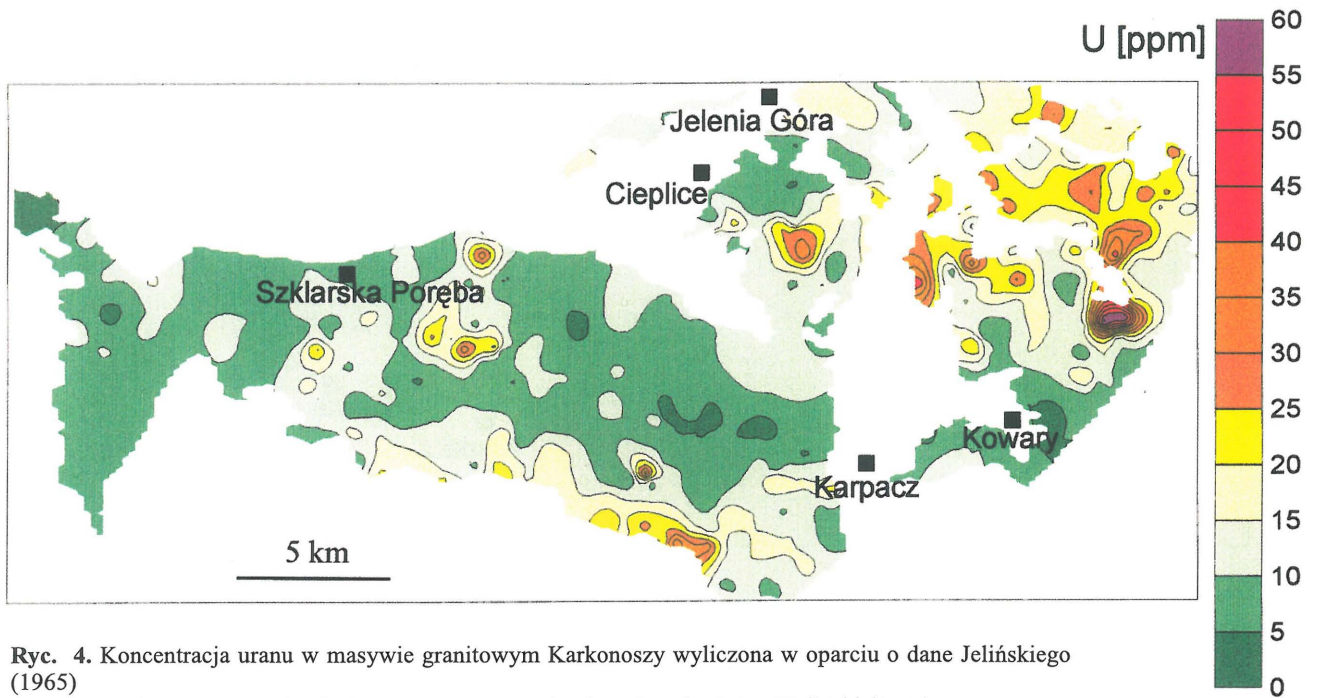 U [ppm]
60
55
50
45
40
35
30
25
20
15
10
5
0
Jelenia Góra
Cieplice
Szklarska Poręba
Kowary
Karpacz
5 km
Ryc. 4. Koncentracja uranu w masywie granitowym Karkonoszy wyliczona w oparciu o dane Jelińskiego
(1965)